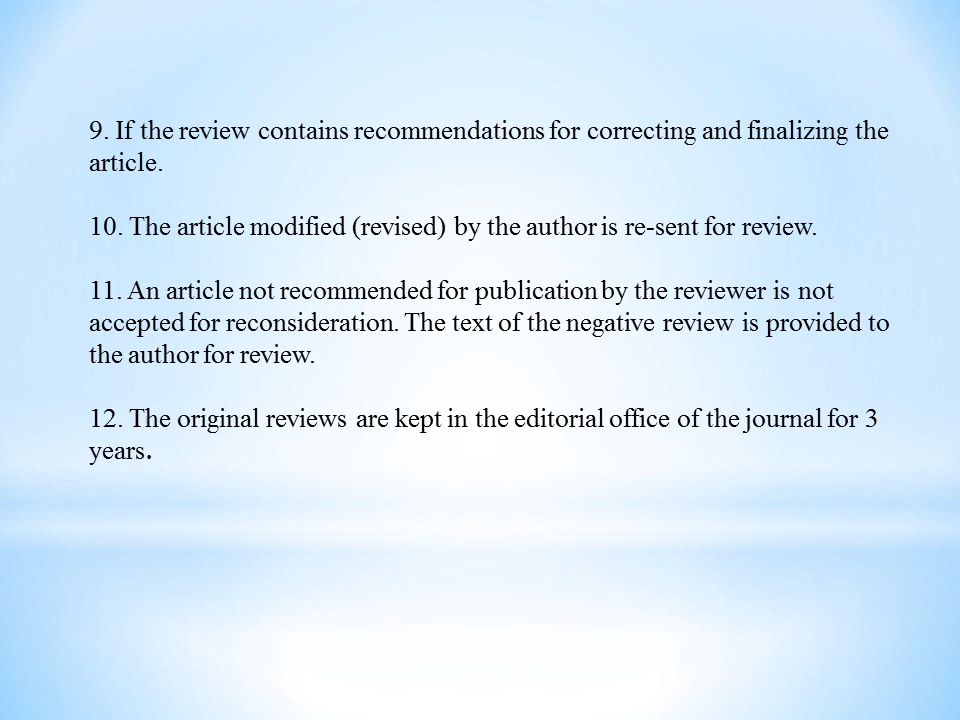 9. If the review contains recommendations for correcting and finalizing the
article.
10. The article modified (revised) by the author is re-sent for review.
11. An article not recommended for publication by the reviewer is not
accepted for reconsideration. The text of the negative review is provided to
the author for review.
12. The original reviews are kept in the editorial office of the journal for 3
years.